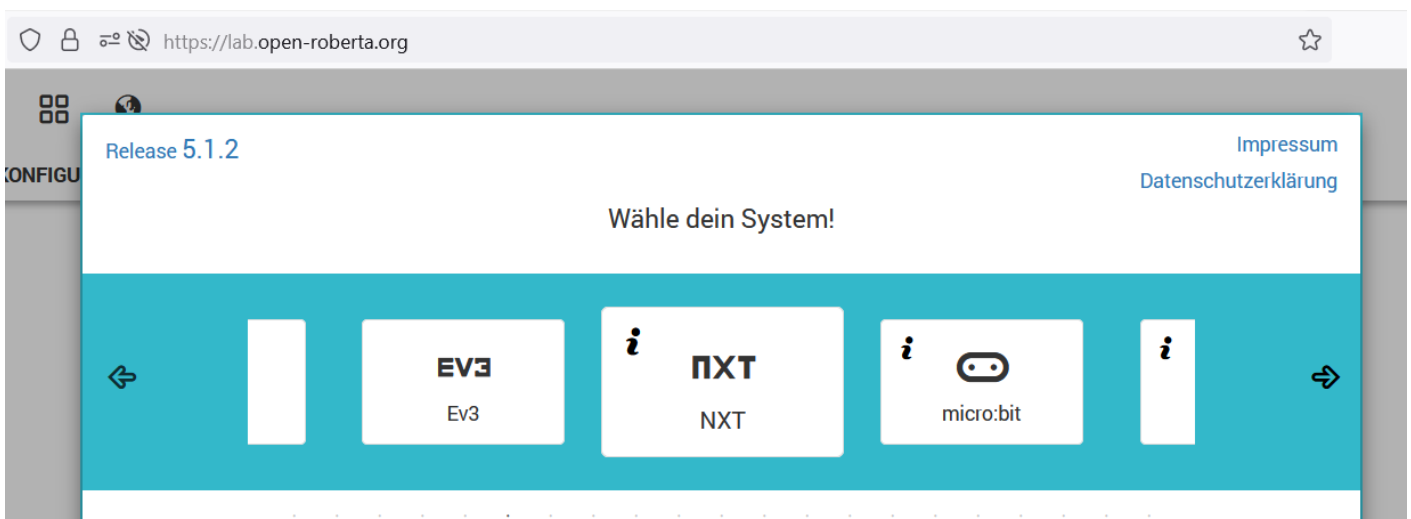 https://lab.open-roberta.org
KONFIGU
Release 5.1.2
Impressum
Datenschutzerklärung
Wähle dein System!
EV3
Ev3
NXT
NXT
micro:bit